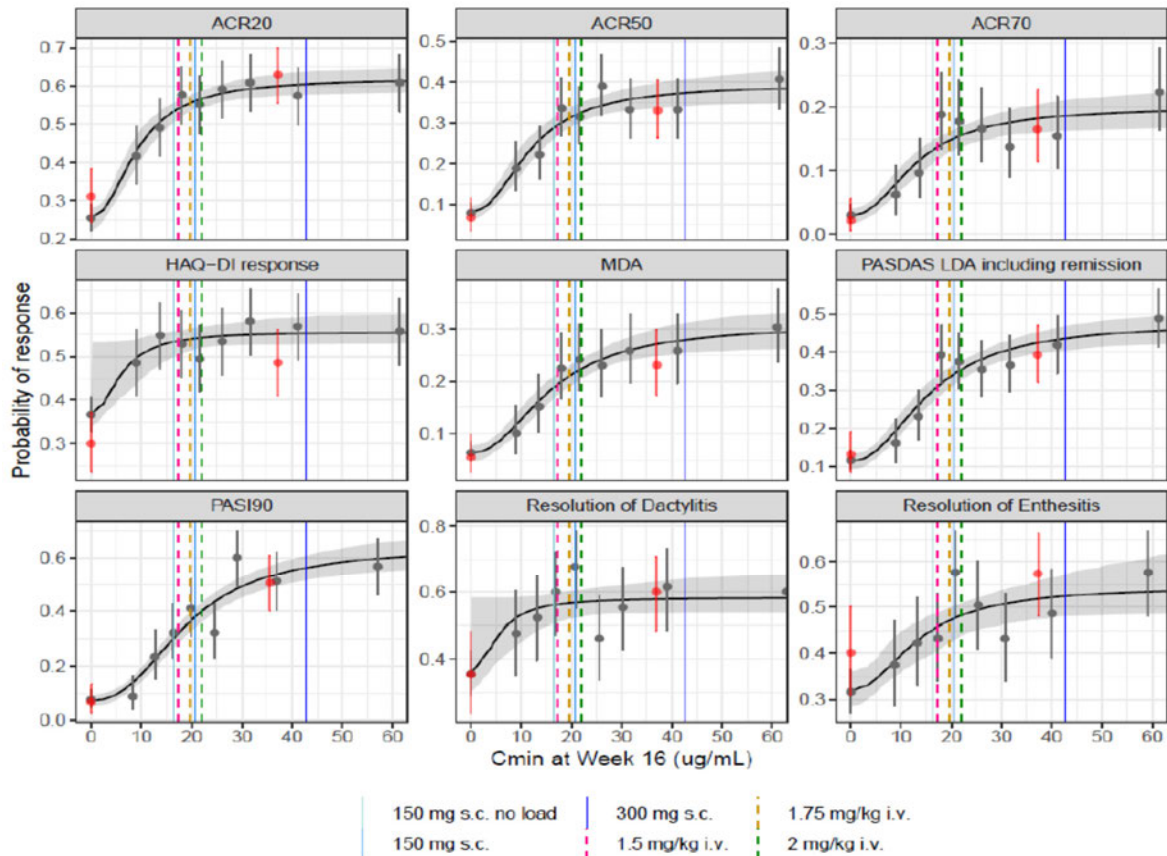 ACR20 ACR50 ACR70
0.7 0.5 0.3
0.6 0.4
0.5 0.3 0.2
0.4 0.2 0.1
0.3 0.1
0.2 0.0
HAQ−DI response MDA PASDAS LDA including remission
0.6 0.3 0.5
0.5 0.2 0.4
0.4 0.1 0.3
0.3 0.2
0.1
PASI90 Resolution of Dactylitis Resolution of Enthesitis
0.6 0.8 0.6
0.4 0.6 0.5
0.2 0.4 0.4
0.0 0.3
0 10 20 30 40 50 60 0 10 20 30 40 50 60 0 10 20 30 40 50 60
Probability of response
Cmin at Week 16 (ug/mL)
150 mg s.c. no load 300 mg s.c. 1.75 mg/kg i.v.
150 mg s.c. 1.5 mg/kg i.v. 2 mg/kg i.v.